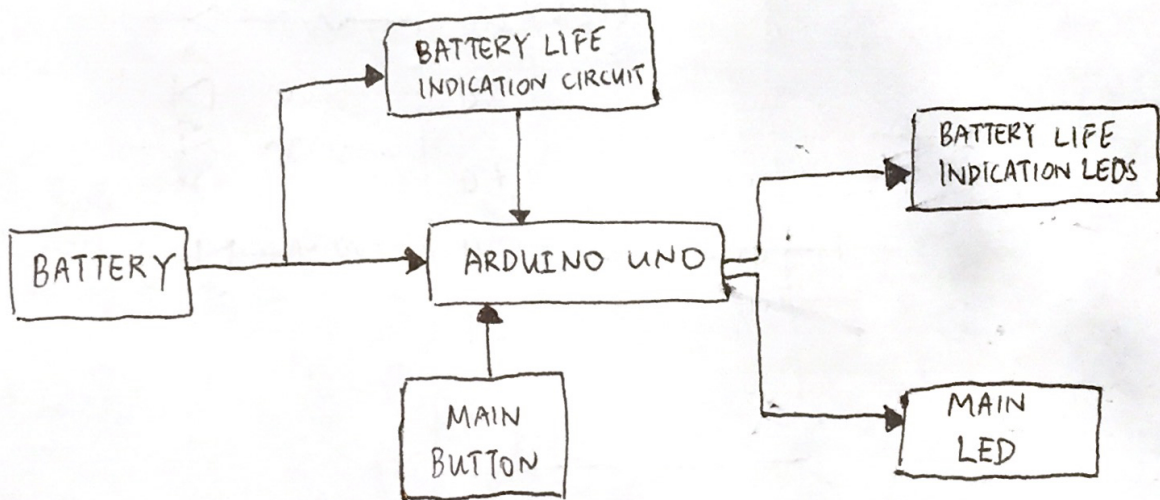 BATTERY LIFE
INDICATION CIRCUIT
BATTERY LIFE
INDICATION LEDS
BATTERY
ARDUINO UNO
MAIN
BUTTON
MAIN
LED